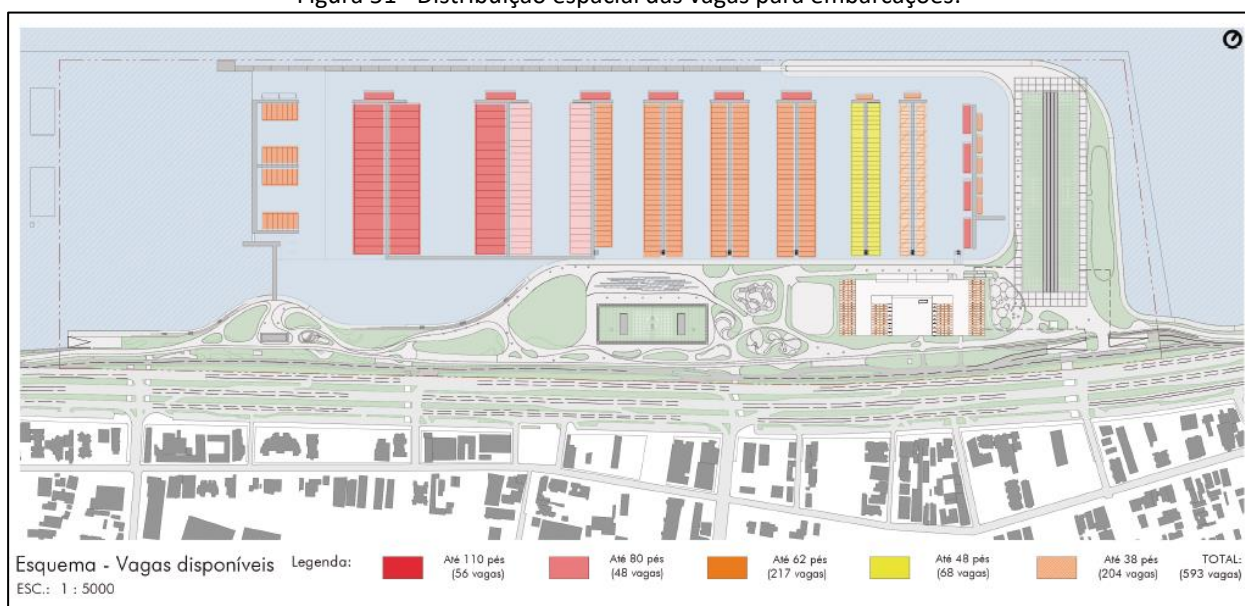 Figura 31 - Distribuição espacial das vagas para embarcações.
Esquema - Vagas disponíveis
ESC.: 1 : 5000
Legenda:
Até 110 pés
(56 vagas)
Até 80 pés
(48 vagas)
Até 62 pés
(217 vagas)
Até 48 pés
(68 vagas)
Até 38 pés
(204 vagas)
TOTAL:
(593 vagas)